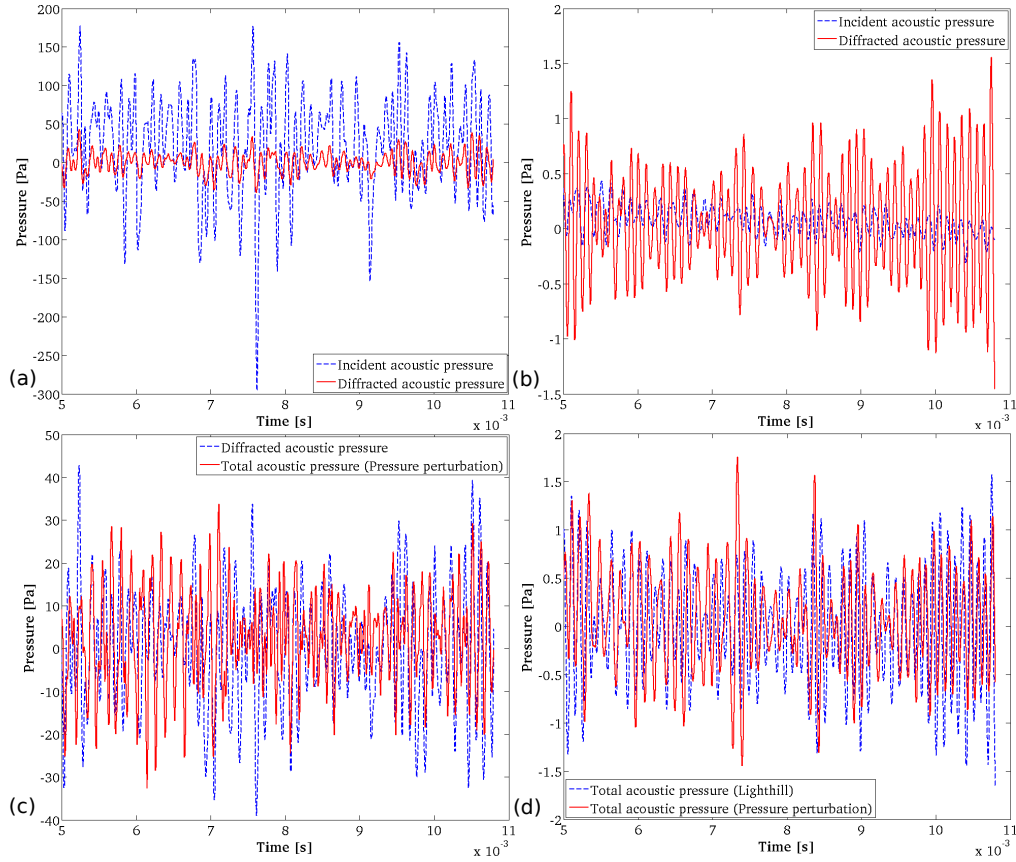 200
150
100
50
0
-50
-100
-150
-200
-250
-300
Pressure [Pa]
Incident acoustic pressure
Diffracted acoustic pressure
(a)
5
6
7
8
9
10
11
Time [s]
x 10-3
2
1.5
1
0.5
0
-0.5
-1
-1.5
Pressure [Pa]
Incident acoustic pressure
Diffracted acoustic pressure
(b)
5
6
7
8
9
10
11
Time [s]
x 10-3
50
40
30
20
10
0
-10
-20
-30
-40
Pressure [Pa]
Diffracted acoustic pressure
Total acoustic pressure (Pressure perturbation)
(c)
5
6
7
8
9
10
11
Time [s]
x 10-3
2
1.5
1
0.5
0
-0.5
-1
-1.5
-2
Pressure [Pa]
Total acoustic pressure (Lighthill)
Total acoustic pressure (Pressure perturbation)
(d)
5
6
7
8
9
10
11
Time [s]
x 10-3